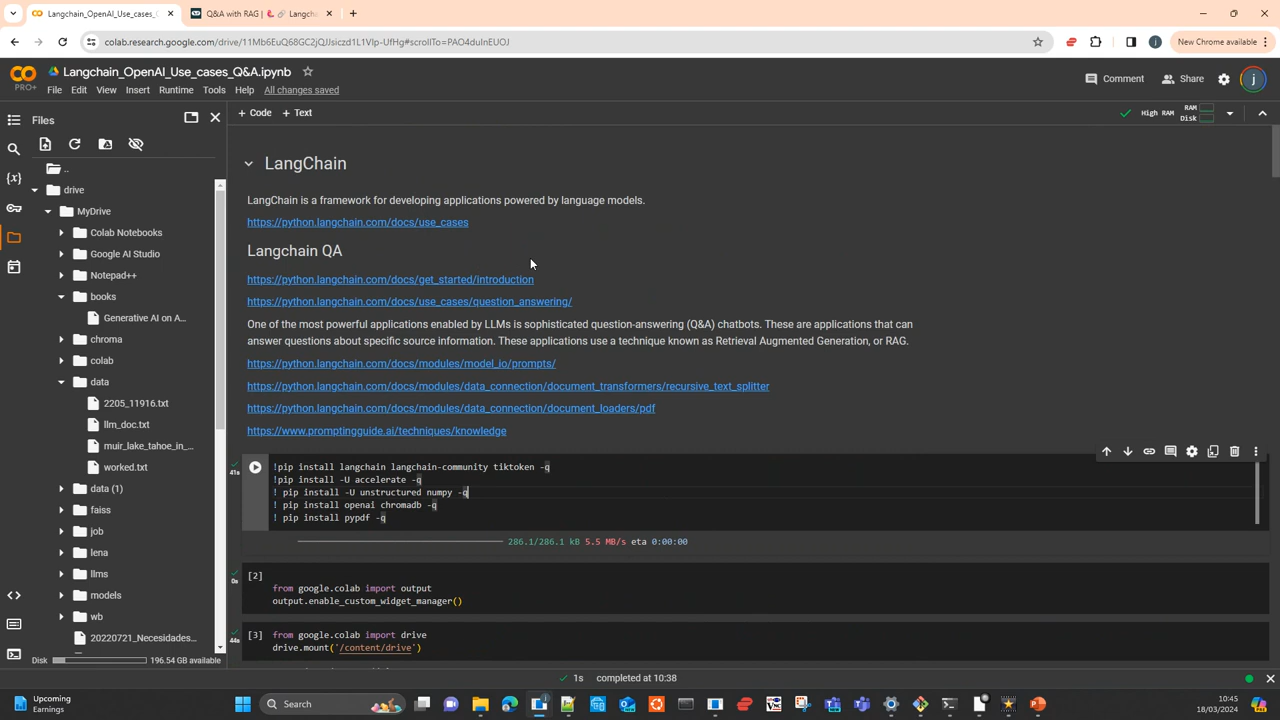 Langchain_OpenAI_Use_cases_C
Q&A with RAG | 🦜️🔗 Langcha
New Chrome available
colab.research.google.com/drive/11Mb6EuQ68GC2jQJJsiczd1L1VIp-UfHg#scrollTo=PAO4duInEUOJ
Langchain_OpenAI_Use_cases_Q&A.ipynb
PRO+
File Edit View Insert Runtime Tools Help All changes saved
Comment Share j
Files
+ Code + Text
High RAM RAM Disk
..
drive
MyDrive
Colab Notebooks
Google AI Studio
Notepad++
books
Generative AI on A...
chroma
colab
data
2205_11916.txt
llm_doc.txt
muir_lake_tahoe_in_...
worked.txt
data (1)
faiss
job
lena
llms
models
wb
20220721_Necesidades...
Disk 196.54 GB available
LangChain
LangChain is a framework for developing applications powered by language models.
https://python.langchain.com/docs/use_cases
Langchain QA
https://python.langchain.com/docs/get_started/introduction
https://python.langchain.com/docs/use_cases/question_answering/
One of the most powerful applications enabled by LLMs is sophisticated question-answering (Q&A) chatbots. These are applications that can
answer questions about specific source information. These applications use a technique known as Retrieval Augmented Generation, or RAG.
https://python.langchain.com/docs/modules/model_io/prompts/
https://python.langchain.com/docs/modules/data_connection/document_transformers/recursive_text_splitter
https://python.langchain.com/docs/modules/data_connection/document_loaders/pdf
https://www.promptingguide.ai/techniques/knowledge
41s
!pip install langchain langchain-community tiktoken -q
!pip install -U accelerate -q
! pip install -U unstructured numpy -q
! pip install openai chromadb -q
! pip install pypdf -q
286.1/286.1 kB 5.5 MB/s eta 0:00:00
[2]
0s
from google.colab import output
output.enable_custom_widget_manager()
[3]
44s
from google.colab import drive
drive.mount('/content/drive')
1s completed at 10:38
Upcoming
Earnings
Search
10:45
18/03/2024